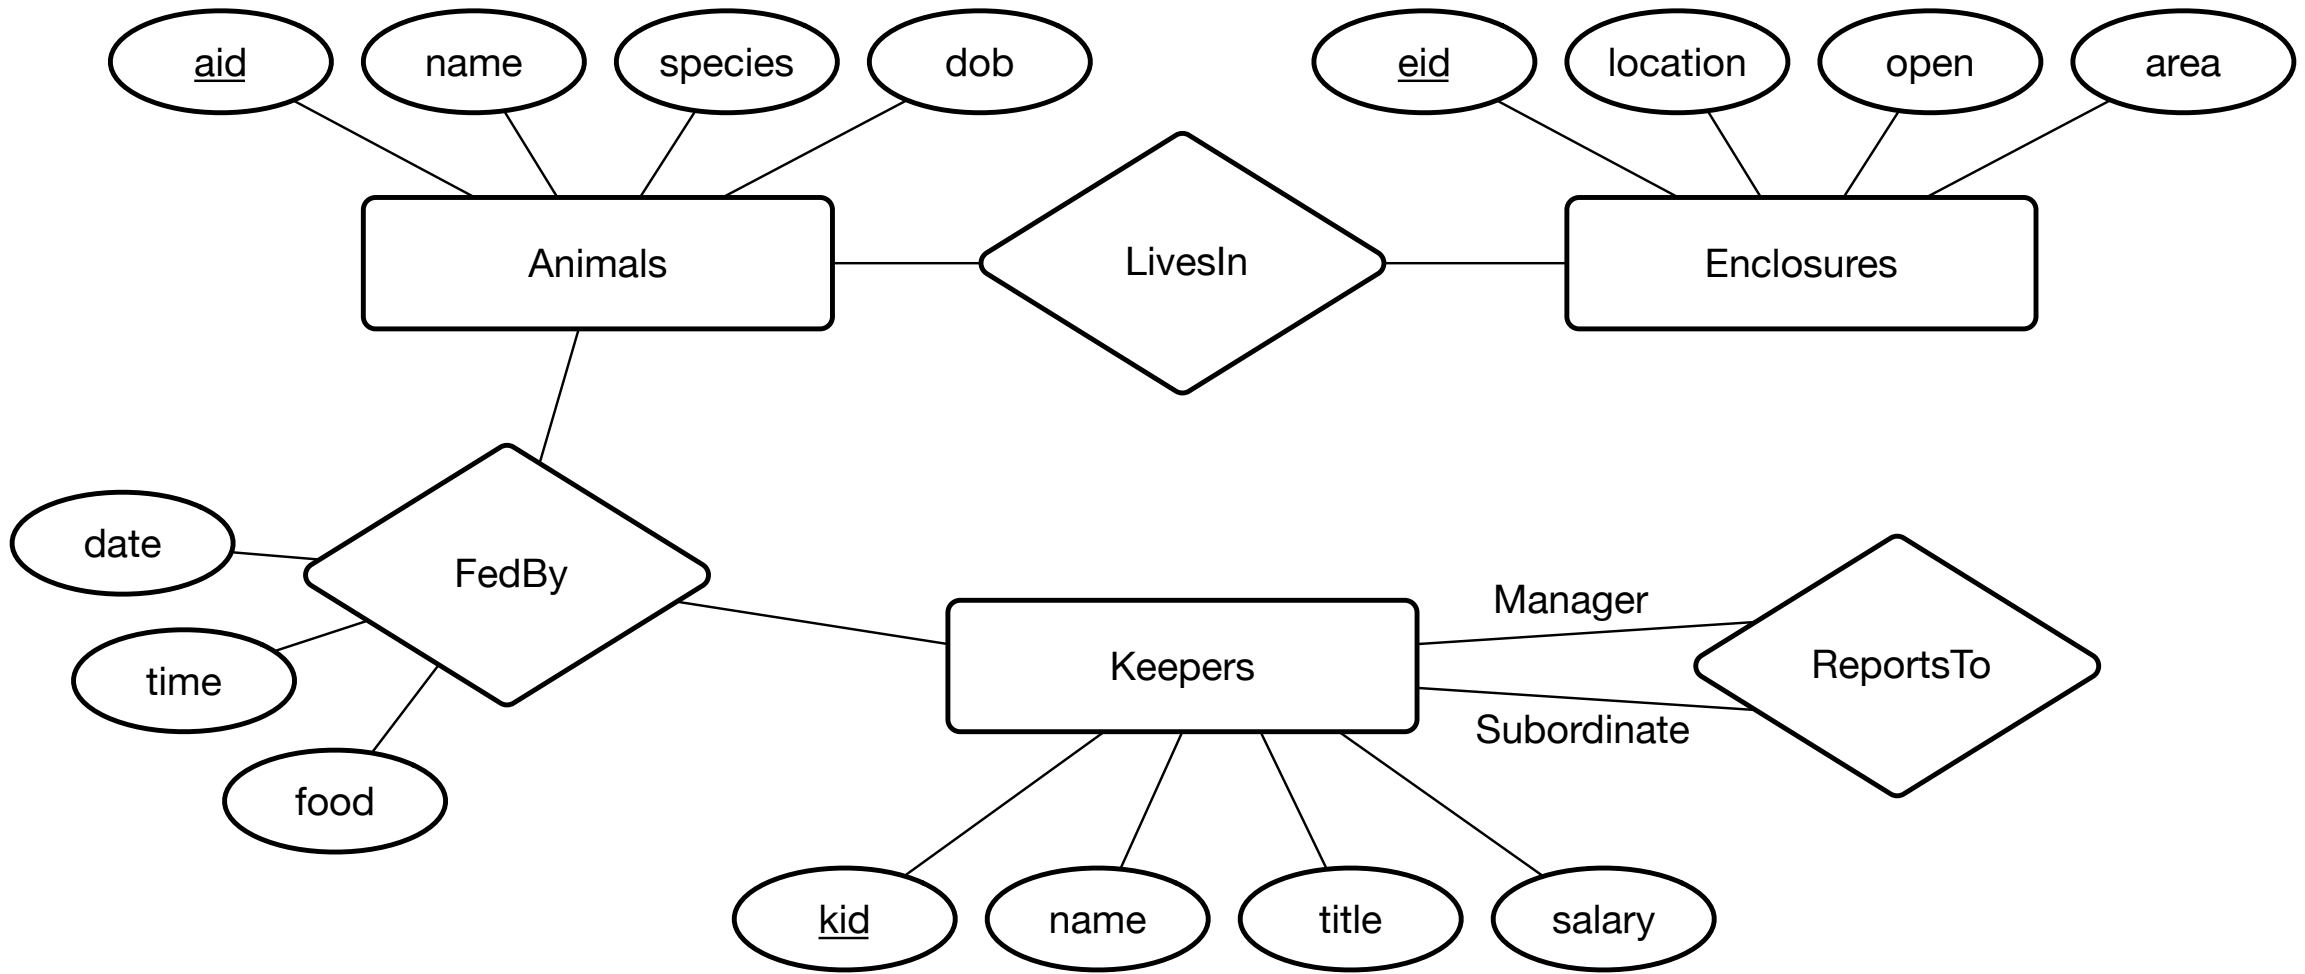 aid
name
species
dob
eid
location
open
area
Animals
LivesIn
Enclosures
date
FedBy
time
food
Manager
Keepers
ReportsTo
Subordinate
kid
name
title
salary